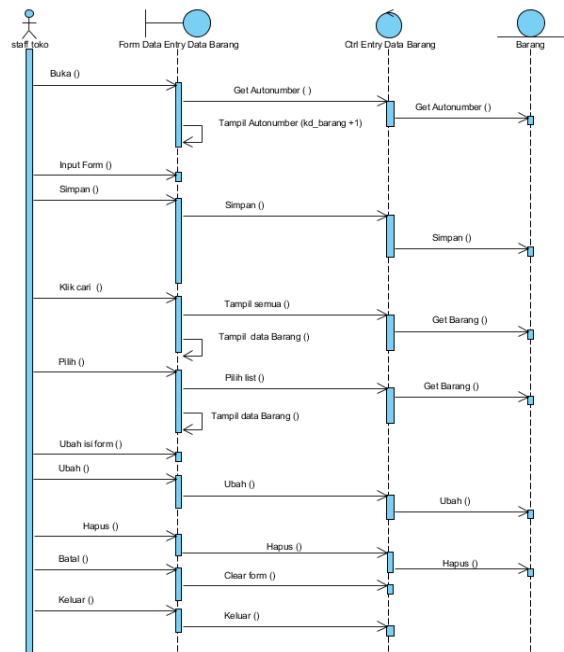 staff toko
Form Data Entry Data Barang
Ctrl Entry Data Barang
Barang
Buka ()
Get Autonumber ( )
Get Autonumber ()
Tampil Autonumber (kd_barang +1)
Input Form ()
Simpan ()
Simpan ()
Simpan ()
Klik cari ()
Tampil semua ()
Get Barang ()
Tampil data Barang ()
Pilih ()
Pilih list ()
Get Barang ()
Tampil data Barang ()
Ubah isi form ()
Ubah ()
Ubah ()
Ubah ()
Hapus ()
Hapus ()
Hapus ()
Batal ()
Clear form ()
Keluar ()
Keluar ()